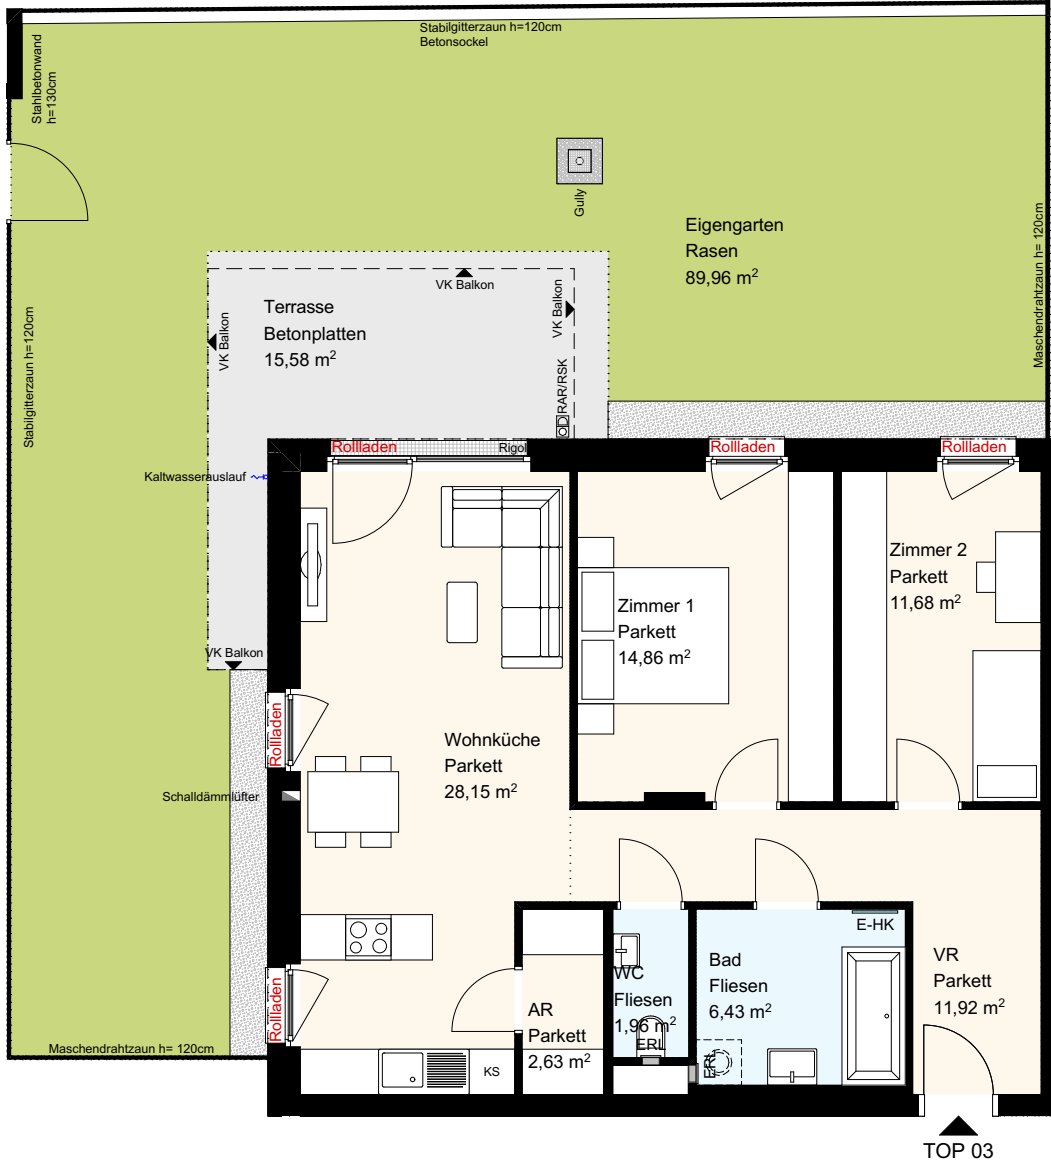 Stabilgitterzaun h=120cm
Betonsockel
Stahlbetonwand
h=130cm
Gully
Eigengarten
Rasen
89,96 m²
Maschendrahtzaun h= 120cm
Terrasse
Betonplatten
15,58 m²
VK Balkon
VK Balkon
VK Balkon
Stabilgitterzaun h=120cm
RAR/RSK
Rollladen
Rigol
Rollladen
Rollladen
Kaltwasserauslauf
Zimmer 2
Parkett
11,68 m²
Zimmer 1
Parkett
14,86 m²
VK Balkon
Rollladen
Wohnküche
Parkett
28,15 m²
Schalldämmlüfter
E-HK
WC
Fliesen
1,96 m²
ERL
Bad
Fliesen
6,43 m²
ERL
VR
Parkett
11,92 m²
Rollladen
AR
Parkett
2,63 m²
KS
Maschendrahtzaun h= 120cm
TOP 03